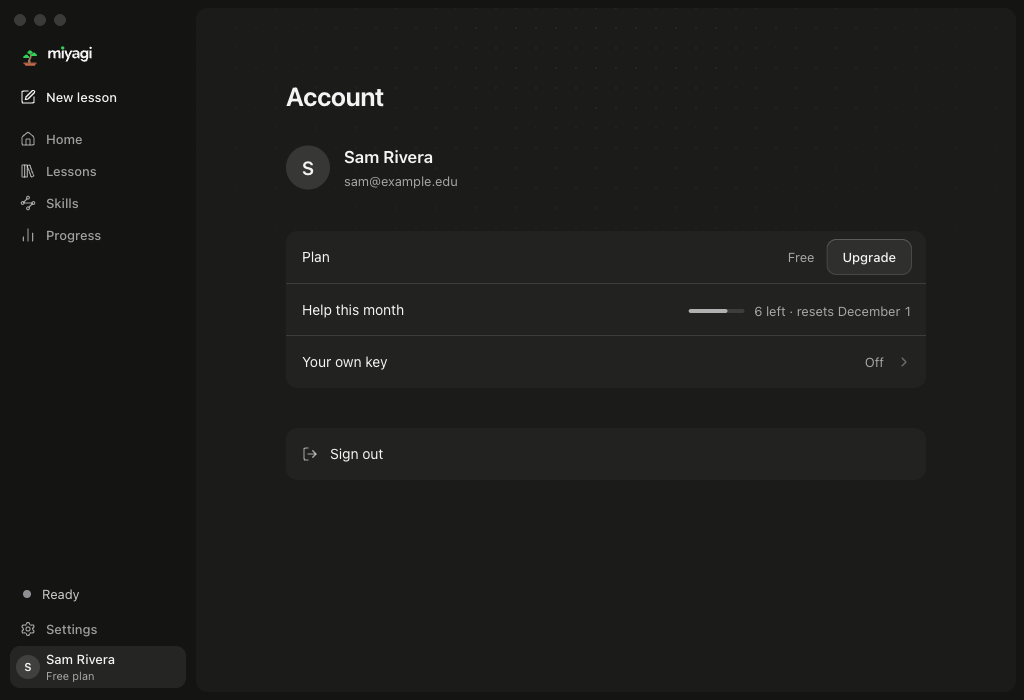 miyagi
New lesson
Home
Lessons
Skills
Progress
Ready
Settings
S
Sam Rivera
Free plan
Account
S
Sam Rivera
sam@example.edu
Plan
Free
Upgrade
Help this month
6 left · resets December 1
Your own key
Off
Sign out